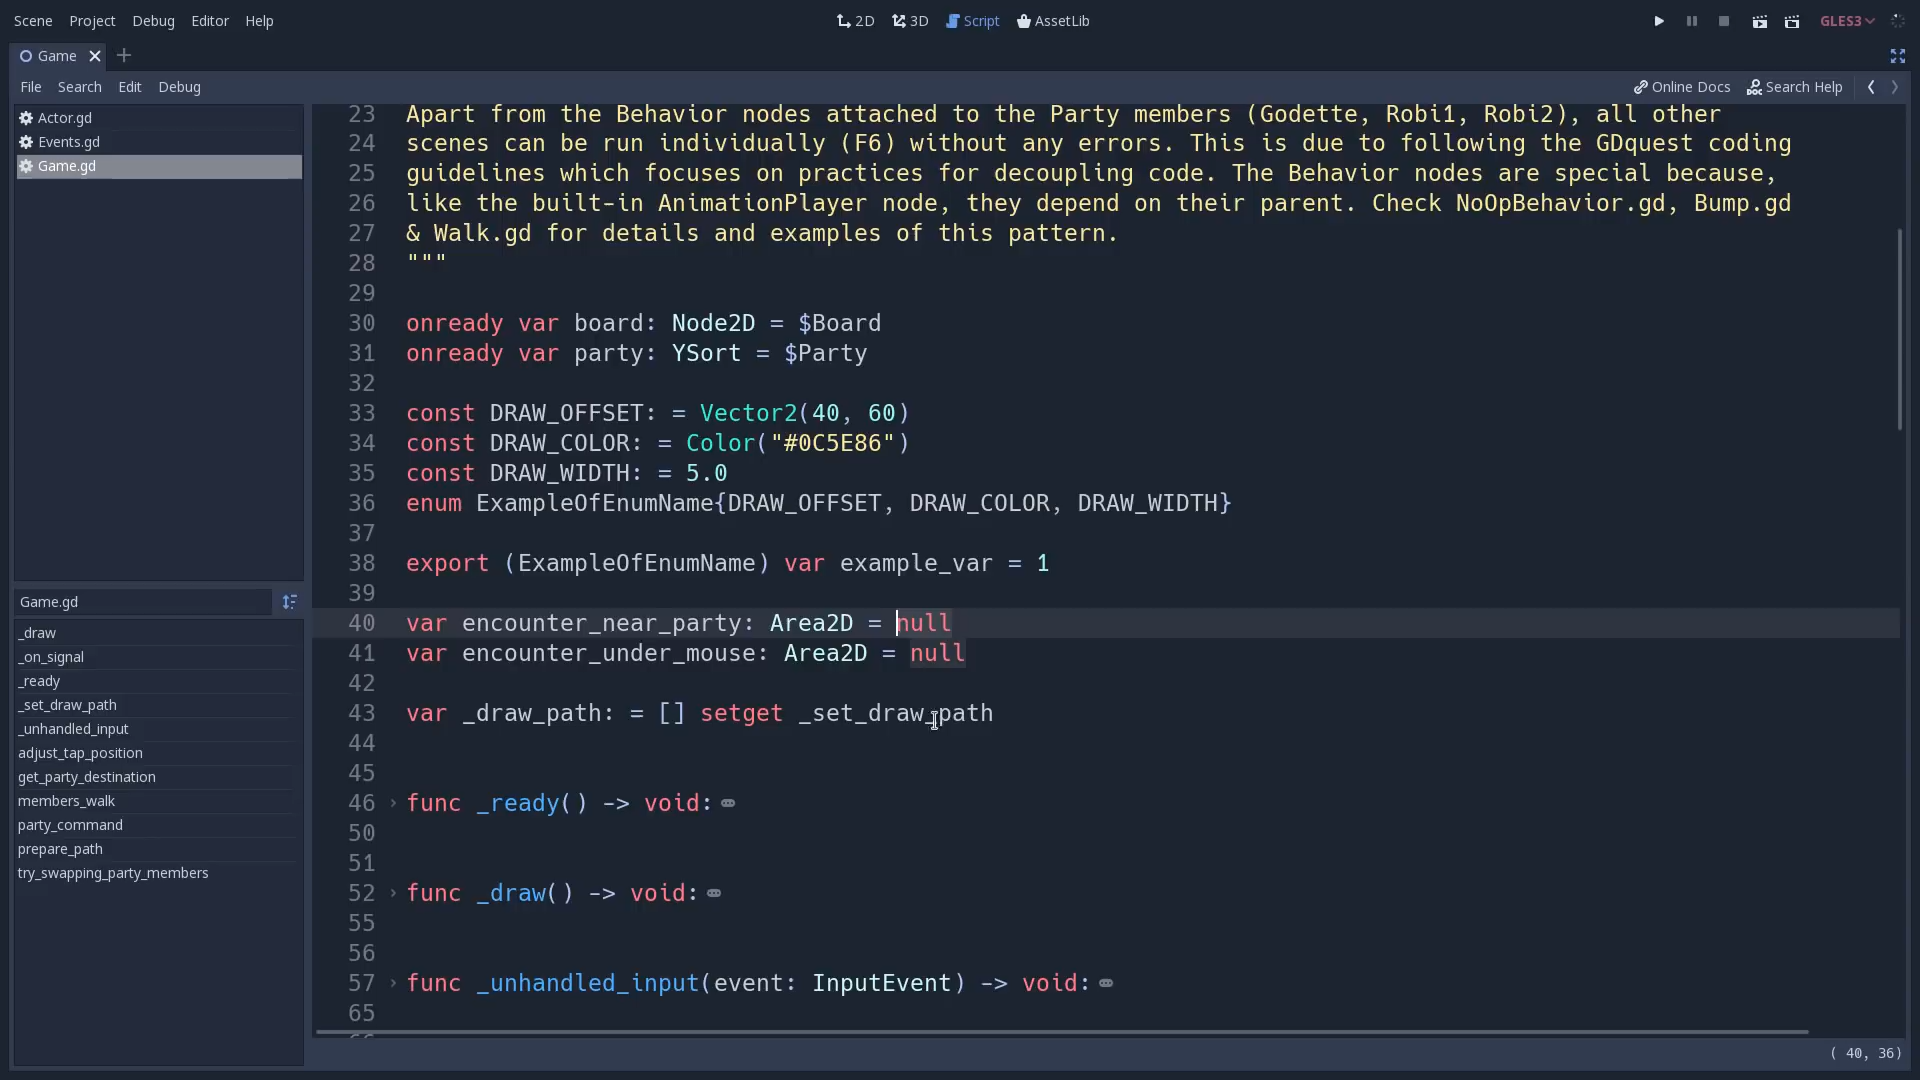 Scene Project Debug Editor Help 2D 3D Script AssetLib GLES3
Game
File Search Edit Debug Online Docs Search Help
Actor.gd
Events.gd
Game.gd
Game.gd
_draw
_on_signal
_ready
_set_draw_path
_unhandled_input
adjust_tap_position
get_party_destination
members_walk
party_command
prepare_path
try_swapping_party_members
23 Apart from the Behavior nodes attached to the Party members (Godette, Robi1, Robi2), all other
24 scenes can be run individually (F6) without any errors. This is due to following the GDquest coding
25 guidelines which focuses on practices for decoupling code. The Behavior nodes are special because,
26 like the built-in AnimationPlayer node, they depend on their parent. Check NoOpBehavior.gd, Bump.gd
27 & Walk.gd for details and examples of this pattern.
28 """
29
30 onready var board: Node2D = $Board
31 onready var party: YSort = $Party
32
33 const DRAW_OFFSET: = Vector2(40, 60)
34 const DRAW_COLOR: = Color("#0C5E86")
35 const DRAW_WIDTH: = 5.0
36 enum ExampleOfEnumName{DRAW_OFFSET, DRAW_COLOR, DRAW_WIDTH}
37
38 export (ExampleOfEnumName) var example_var = 1
39
40 var encounter_near_party: Area2D = null
41 var encounter_under_mouse: Area2D = null
42
43 var _draw_path: = [] setget _set_draw_path
44
45
46 func _ready() -> void:
50
51
52 func _draw() -> void:
55
56
57 func _unhandled_input(event: InputEvent) -> void:
65
( 40, 36)